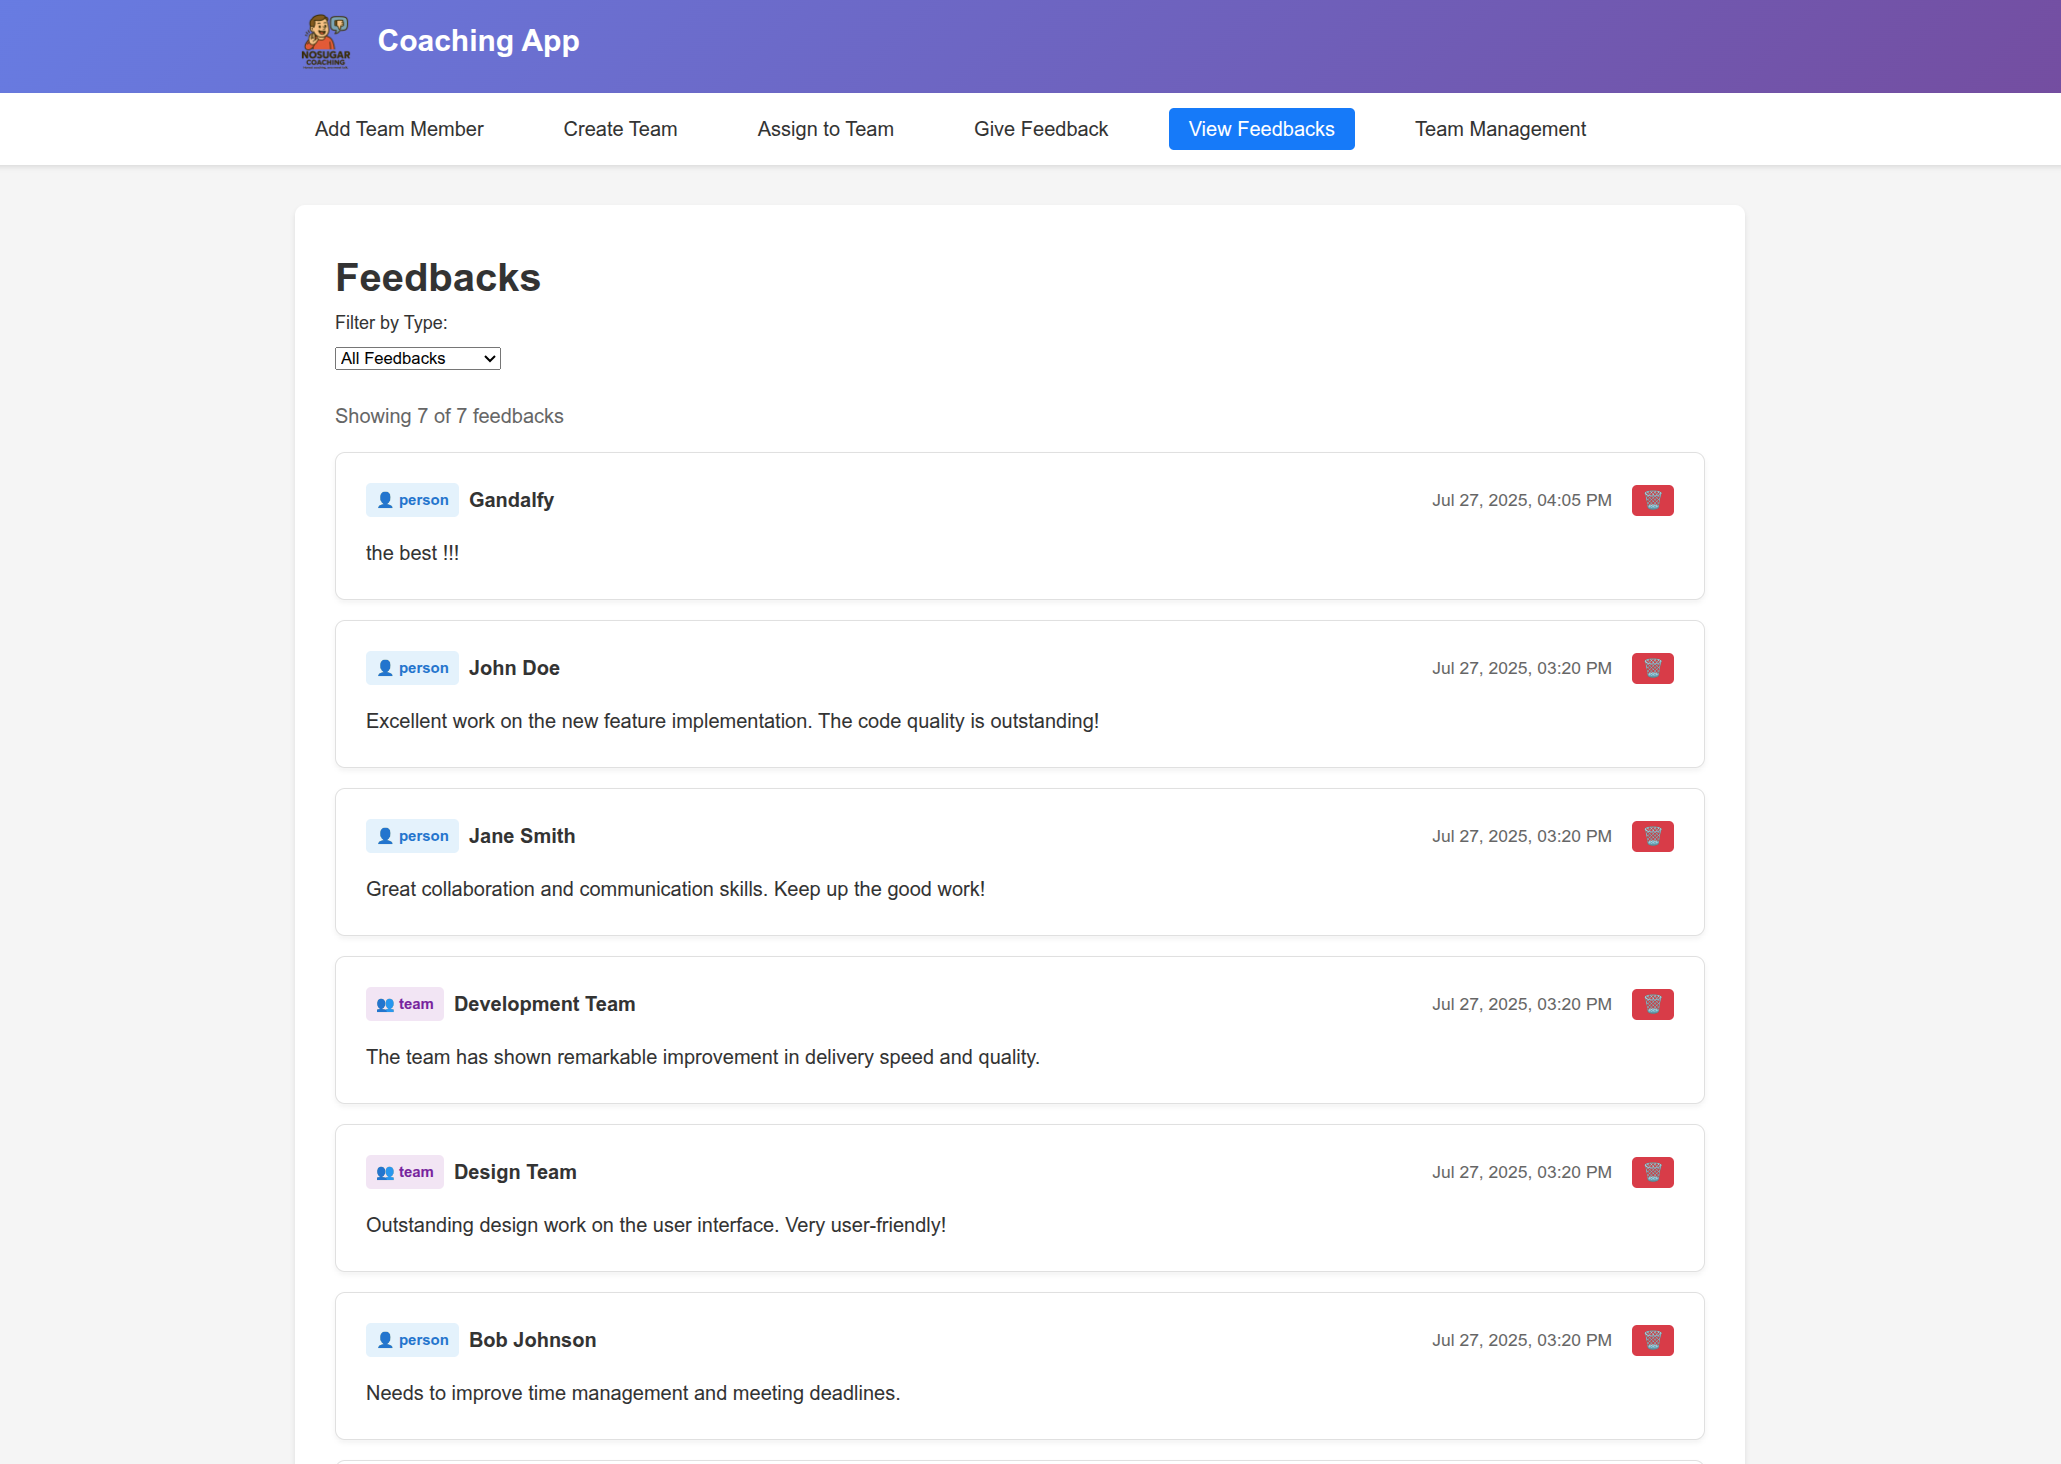 NOSUGAR
COACHING
Coaching App
Add Team Member
Create Team
Assign to Team
Give Feedback
View Feedbacks
Team Management
Feedbacks
Filter by Type:
All Feedbacks
Showing 7 of 7 feedbacks
person Gandalfy Jul 27, 2025, 04:05 PM
the best !!!
person John Doe Jul 27, 2025, 03:20 PM
Excellent work on the new feature implementation. The code quality is outstanding!
person Jane Smith Jul 27, 2025, 03:20 PM
Great collaboration and communication skills. Keep up the good work!
team Development Team Jul 27, 2025, 03:20 PM
The team has shown remarkable improvement in delivery speed and quality.
team Design Team Jul 27, 2025, 03:20 PM
Outstanding design work on the user interface. Very user-friendly!
person Bob Johnson Jul 27, 2025, 03:20 PM
Needs to improve time management and meeting deadlines.